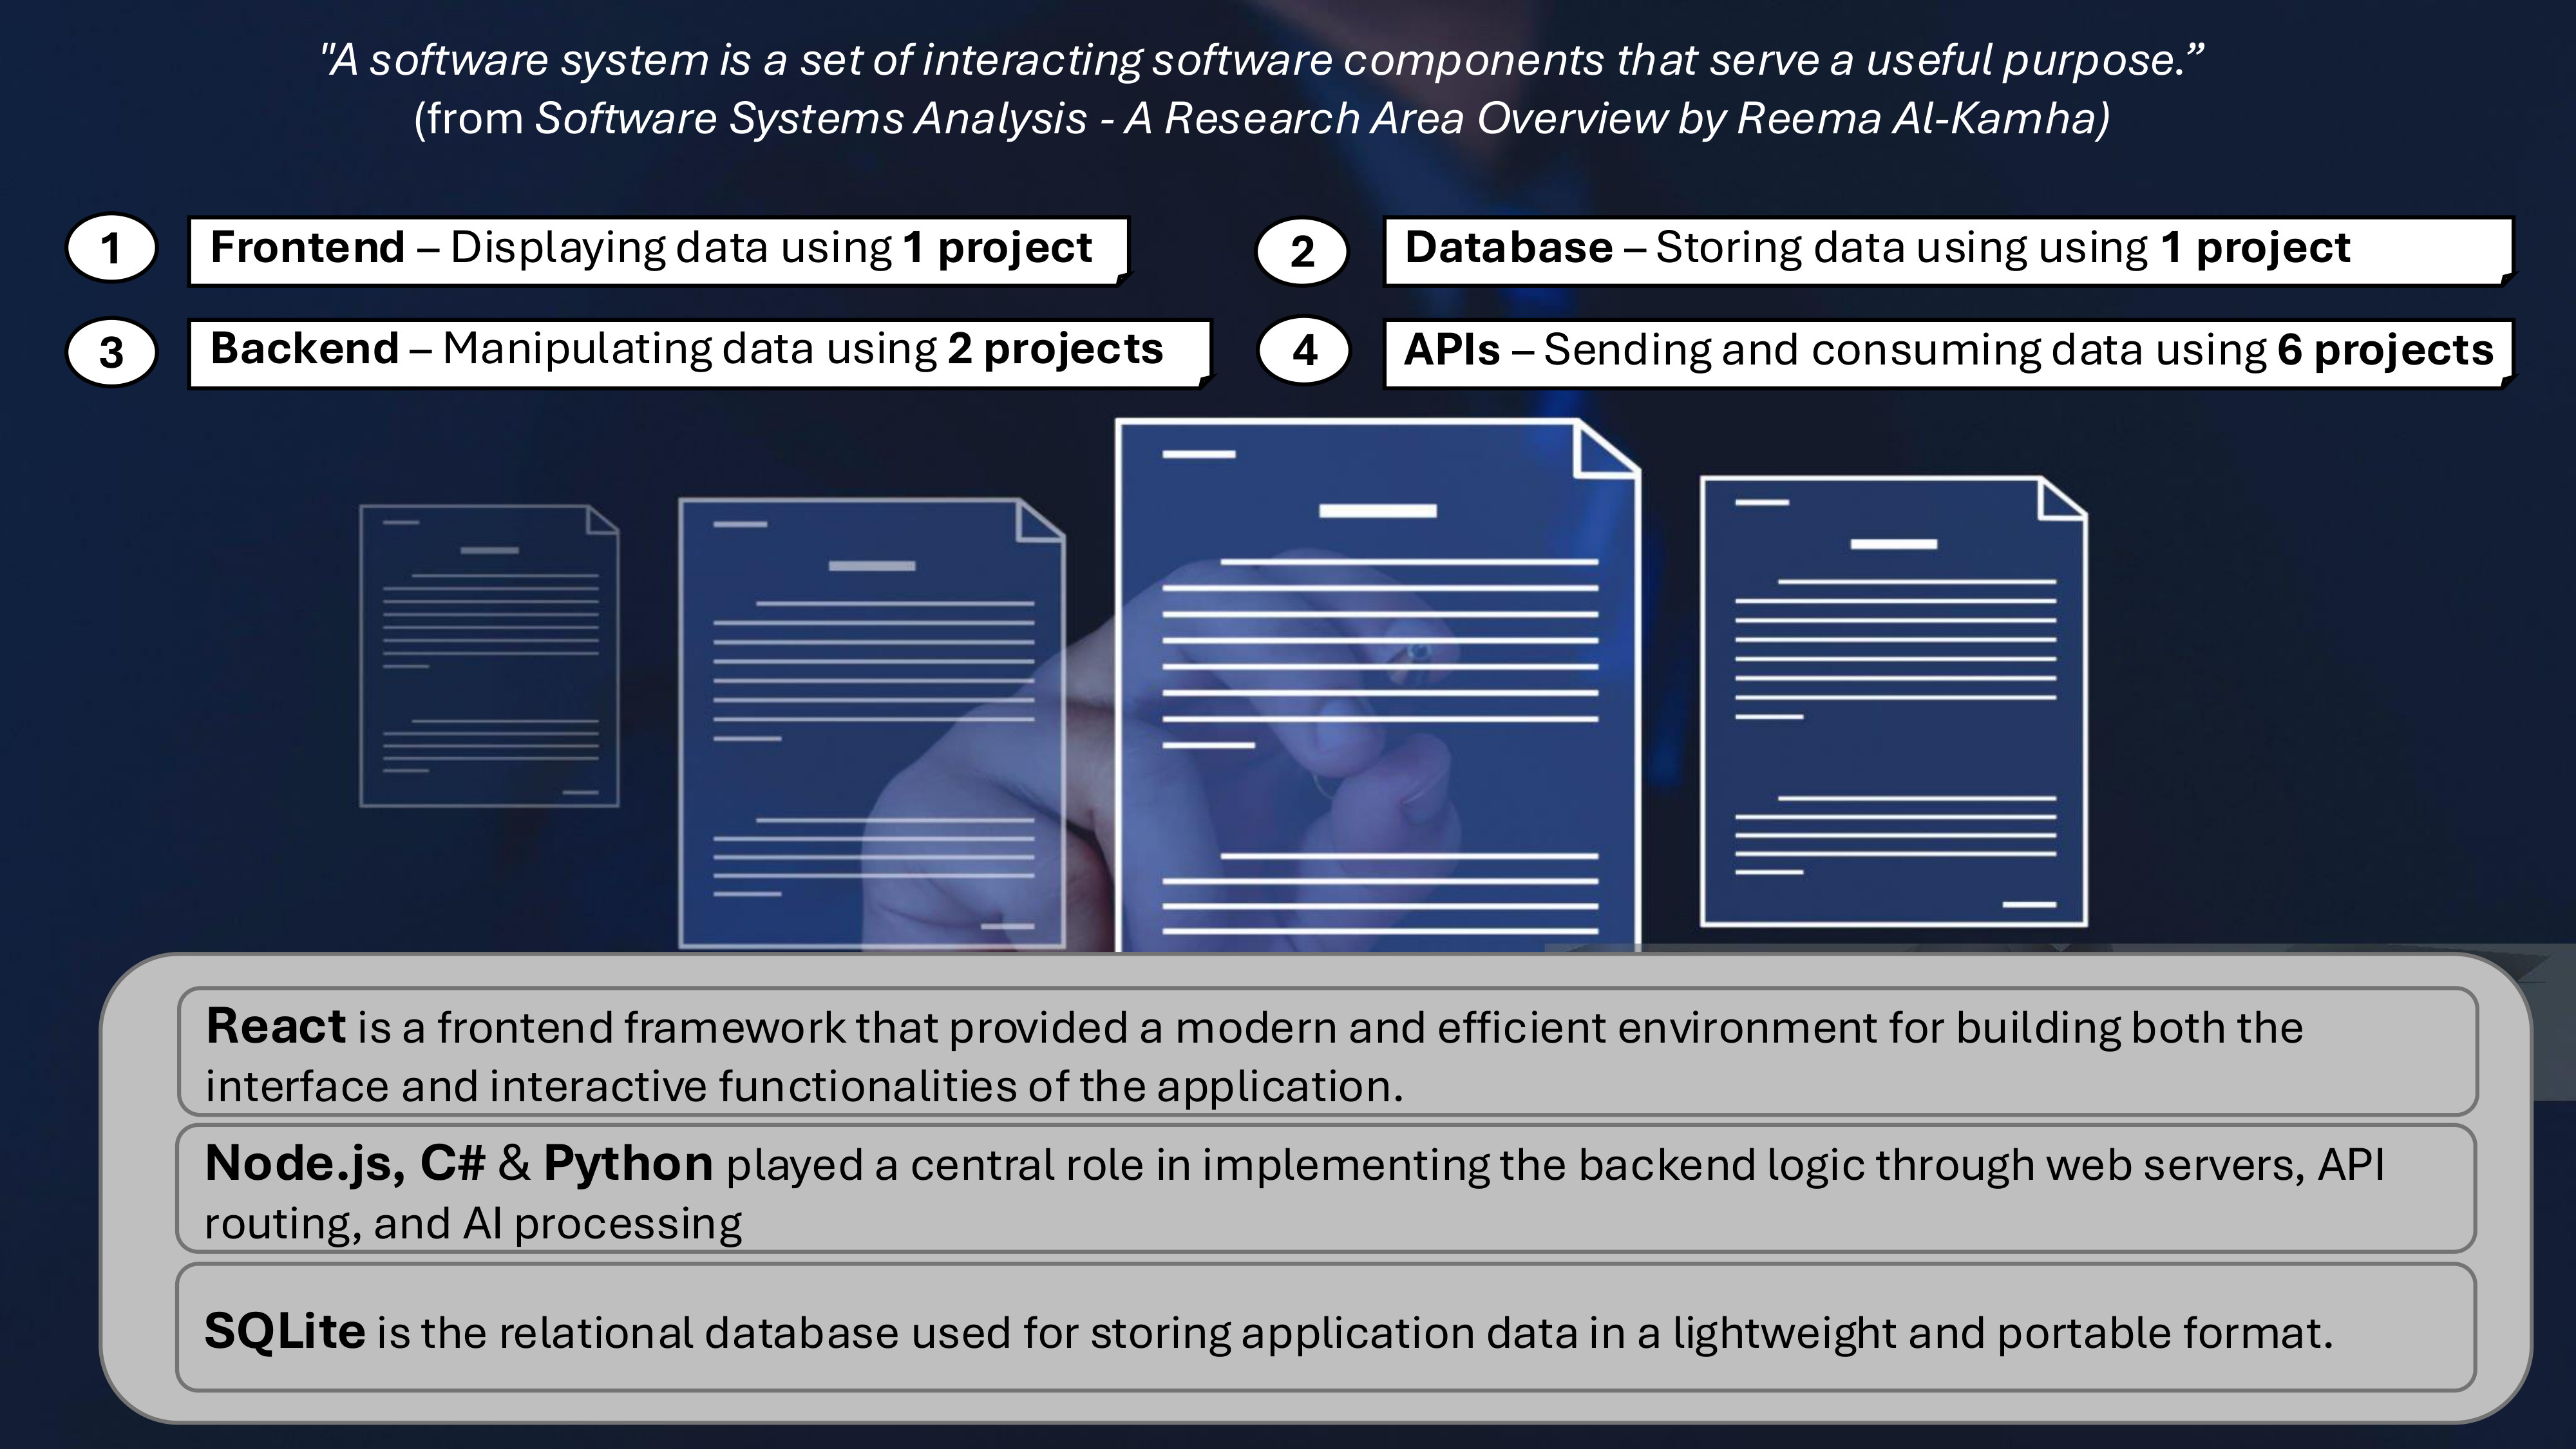 "A software system is a set of interacting software components that serve a useful purpose.”
(from Software Systems Analysis - A Research Area Overview by Reema Al-Kamha)
1
Frontend – Displaying data using 1 project
2
Database – Storing data using using 1 project
3
Backend – Manipulating data using 2 projects
4
APIs – Sending and consuming data using 6 projects
React is a frontend framework that provided a modern and efficient environment for building both the
interface and interactive functionalities of the application.
Node.js, C# & Python played a central role in implementing the backend logic through web servers, API
routing, and AI processing
SQLite is the relational database used for storing application data in a lightweight and portable format.